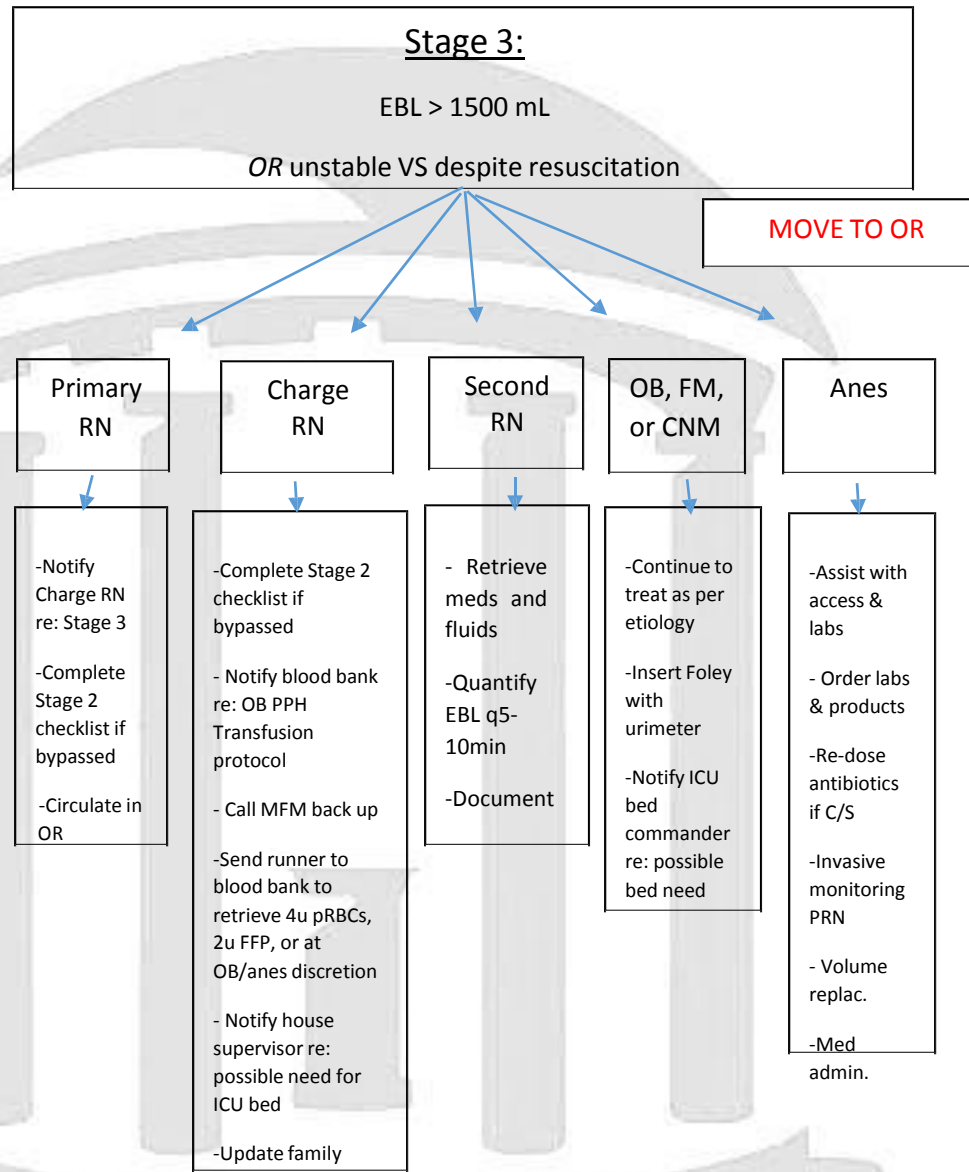 Stage 3:
EBL > 1500 mL
OR unstable VS despite resuscitation
MOVE TO OR
Primary
RN
-Notify
Charge RN
re: Stage 3
-Complete
Stage 2
checklist if
bypassed
-Circulate in
OR
Charge
RN
-Complete Stage 2
checklist if
bypassed
- Notify blood bank
re: OB PPH
Transfusion
protocol
- Call MFM back up
-Send runner to
blood bank to
retrieve 4u pRBCs,
2u FFP, or at
OB/anes discretion
- Notify house
supervisor re:
possible need for
ICU bed
-Update family
Second
RN
- Retrieve
meds and
fluids
-Quantify
EBL q5-
10min
-Document
OB, FM,
or CNM
-Continue to
treat as per
etiology
-Insert Foley
with
urimeter
-Notify ICU
bed
commander
re: possible
bed need
Anes
-Assist with
access &
labs
- Order labs
& products
-Re-dose
antibiotics
if C/S
-Invasive
monitoring
PRN
- Volume
replac.
-Med
admin.